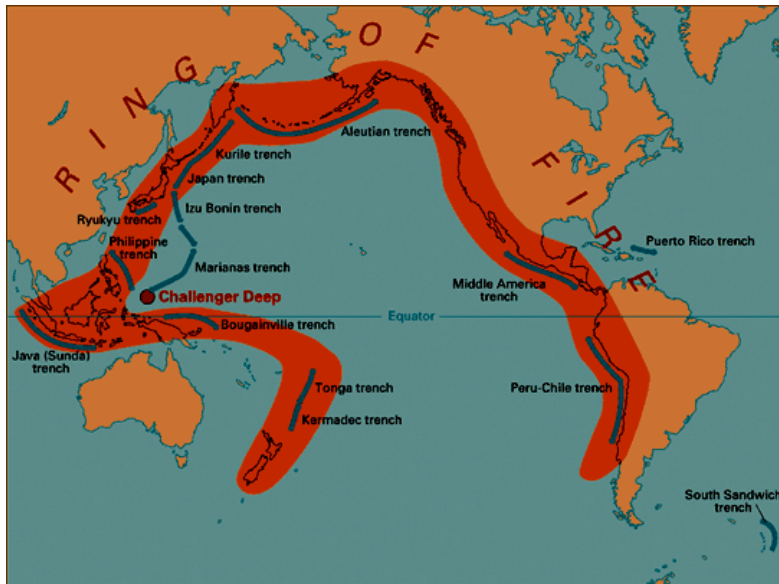 RING OF FIRE
Aleutian trench
Kurile trench
Japan trench
Izu Bonin trench
Ryukyu trench
Philippine
trench
Marianas trench
Challenger Deep
Bougainville trench
Equator
Java (Sunda)
trench
Tonga trench
Kermadec trench
Middle America
trench
Puerto Rico trench
Peru-Chile trench
South Sandwich
trench